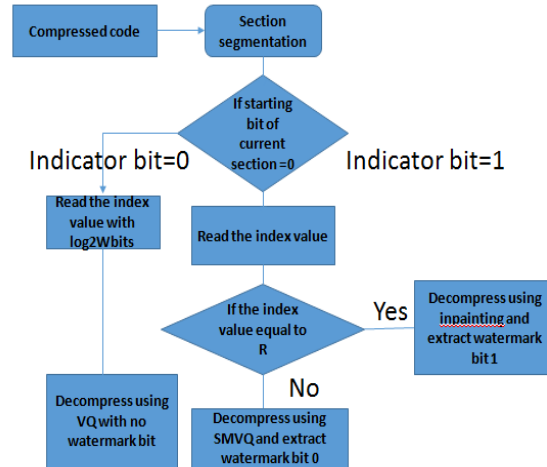 Compressed code
Section
segmentation
If starting
bit of
current
section =0
Indicator bit=0
Indicator bit=1
Read the index
value with
log2Wbits
Read the index value
If the index
value equal to
R
Yes
Decompress using
inpainting and
extract watermark
bit 1
No
Decompress using
VQ with no
watermark bit
Decompress using
SMVQ and extract
watermark bit 0